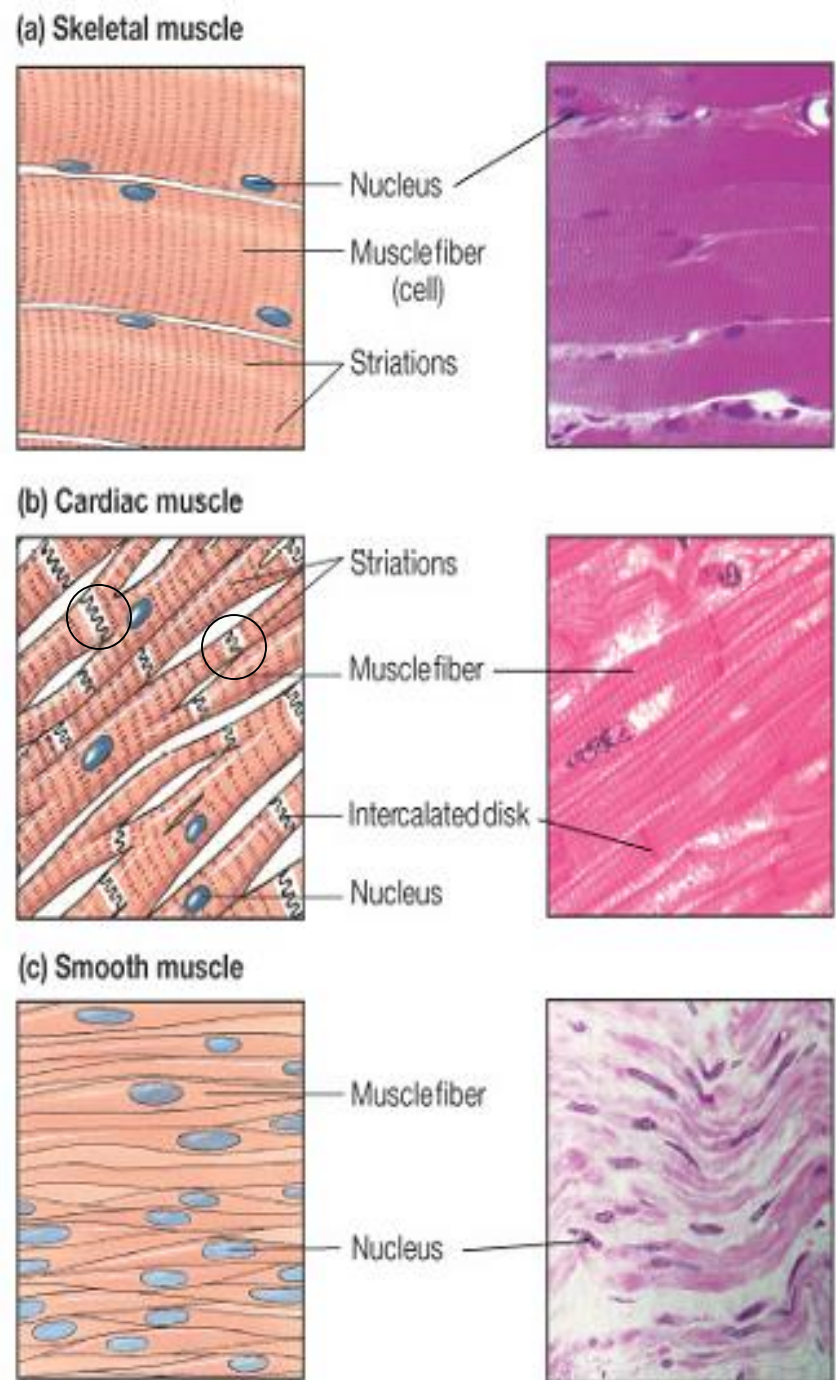 (a) Skeletal muscle
Nucleus
Muscle fiber
(cell)
Striations
(b) Cardiac muscle
Striations
Muscle fiber
Intercalated disk
Nucleus
(c) Smooth muscle
Muscle fiber
Nucleus